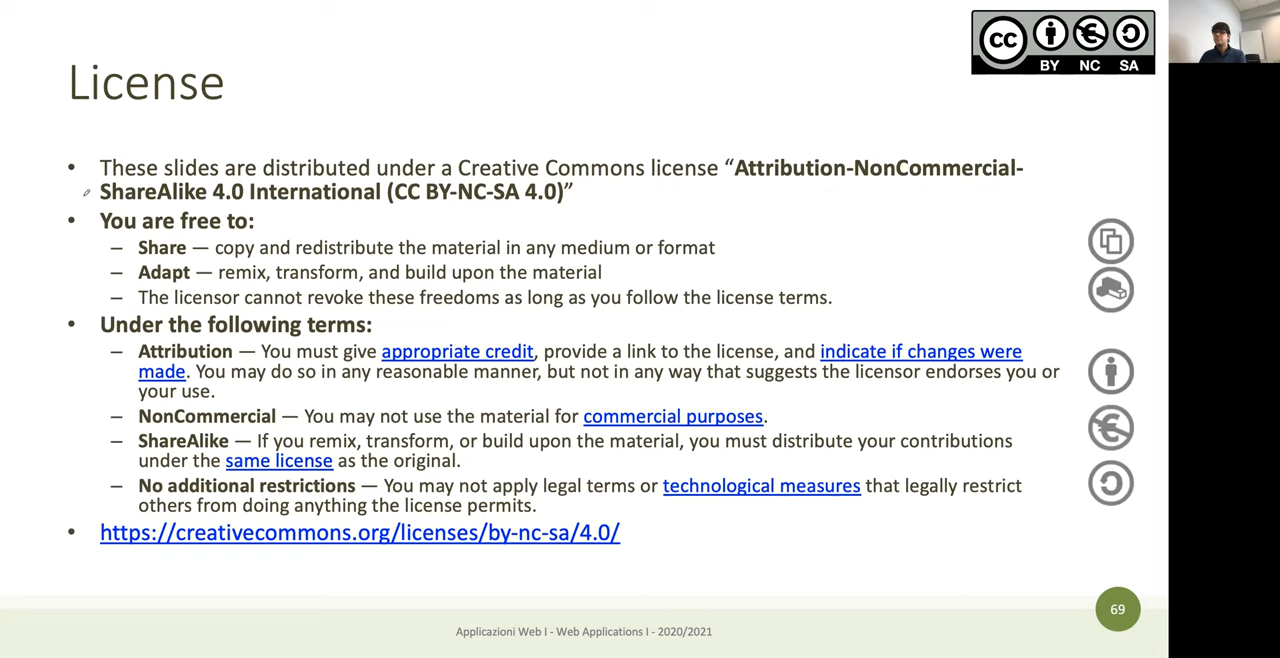 CC BY NC SA
License
• These slides are distributed under a Creative Commons license “Attribution-NonCommercial-
ShareAlike 4.0 International (CC BY-NC-SA 4.0)”
• You are free to:
– Share — copy and redistribute the material in any medium or format
– Adapt — remix, transform, and build upon the material
– The licensor cannot revoke these freedoms as long as you follow the license terms.
• Under the following terms:
– Attribution — You must give appropriate credit, provide a link to the license, and indicate if changes were
made. You may do so in any reasonable manner, but not in any way that suggests the licensor endorses you or
your use.
– NonCommercial — You may not use the material for commercial purposes.
– ShareAlike — If you remix, transform, or build upon the material, you must distribute your contributions
under the same license as the original.
– No additional restrictions — You may not apply legal terms or technological measures that legally restrict
others from doing anything the license permits.
• https://creativecommons.org/licenses/by-nc-sa/4.0/
69
Applicazioni Web I - Web Applications I - 2020/2021